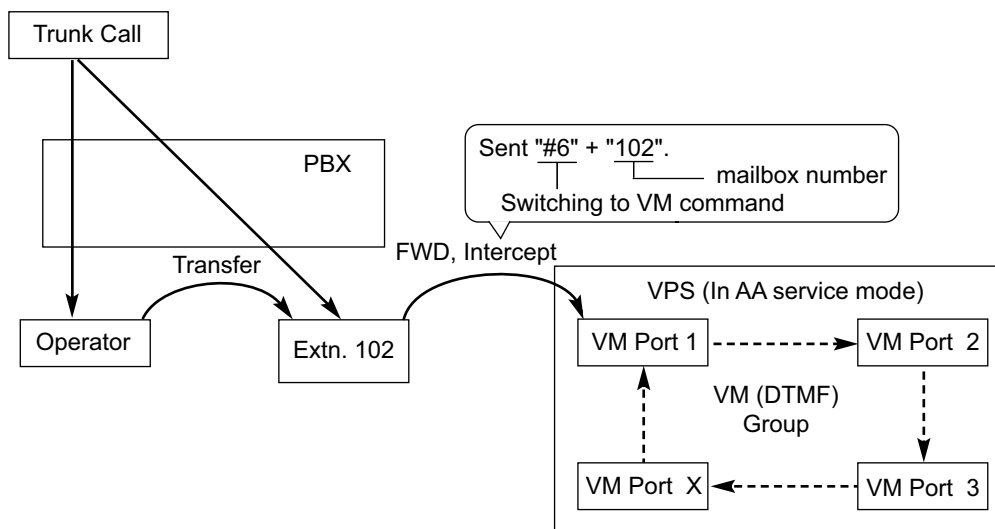 Trunk Call
PBX
Sent "#6" + "102".
mailbox number
Switching to VM command
FWD, Intercept
Transfer
VPS (In AA service mode)
Operator
Extn. 102
VM Port 1
VM Port 2
VM (DTMF)
Group
VM Port X
VM Port 3